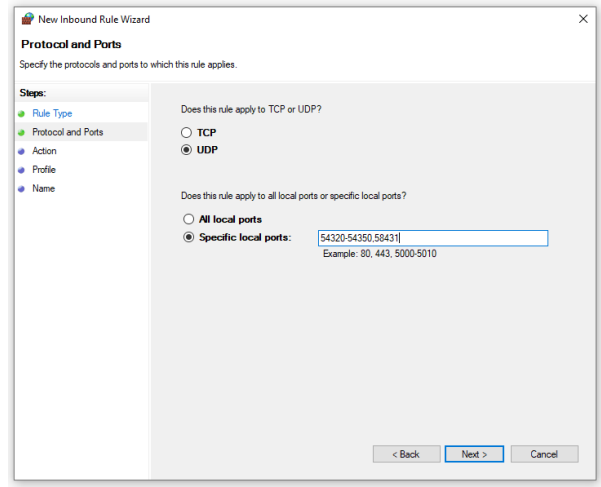 New Inbound Rule Wizard
Protocol and Ports
Specify the protocols and ports to which this rule applies.
Steps:
Rule Type
Protocol and Ports
Action
Profile
Name
Does this rule apply to TCP or UDP?
TCP
UDP
Does this rule apply to all local ports or specific local ports?
All local ports
Specific local ports:
54320-54350,58431
Example: 80, 443, 5000-5010
< Back
Next >
Cancel